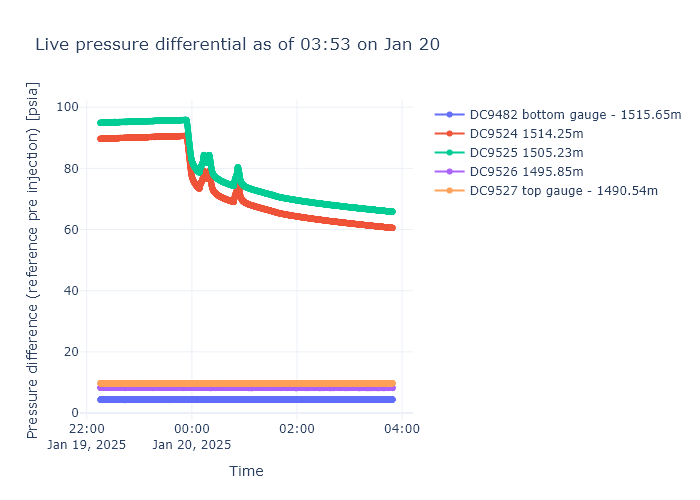 Live pressure differential as of 03:53 on Jan 20
Pressure difference (reference pre injection) [psia]
100
80
60
40
20
0
22:00
Jan 19, 2025
00:00
Jan 20, 2025
02:00
04:00
Time
DC9482 bottom gauge - 1515.65m
DC9524 1514.25m
DC9525 1505.23m
DC9526 1495.85m
DC9527 top gauge - 1490.54m